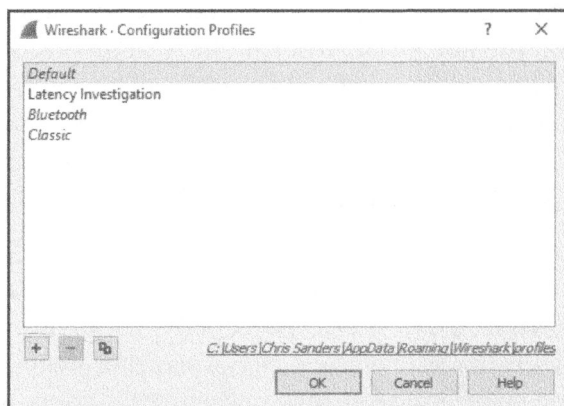 Wireshark · Configuration Profiles
Default
Latency Investigation
Bluetooth
Classic
C:\Users\Chris Sanders\AppData\Roaming\Wireshark\profiles
OK
Cancel
Help